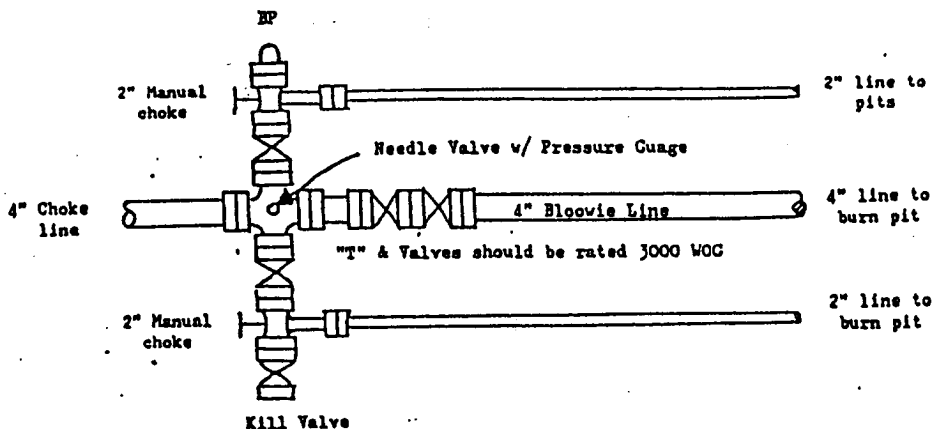 BP
2" Manual
choke
2" line to
pits
Needle Valve w/ Pressure Guage
4" Choke
line
4" Bloowie Line
4" line to
burn pit
"T" & Valves should be rated 3000 WOG
2" Manual
choke
2" line to
burn pit
Kill Valve